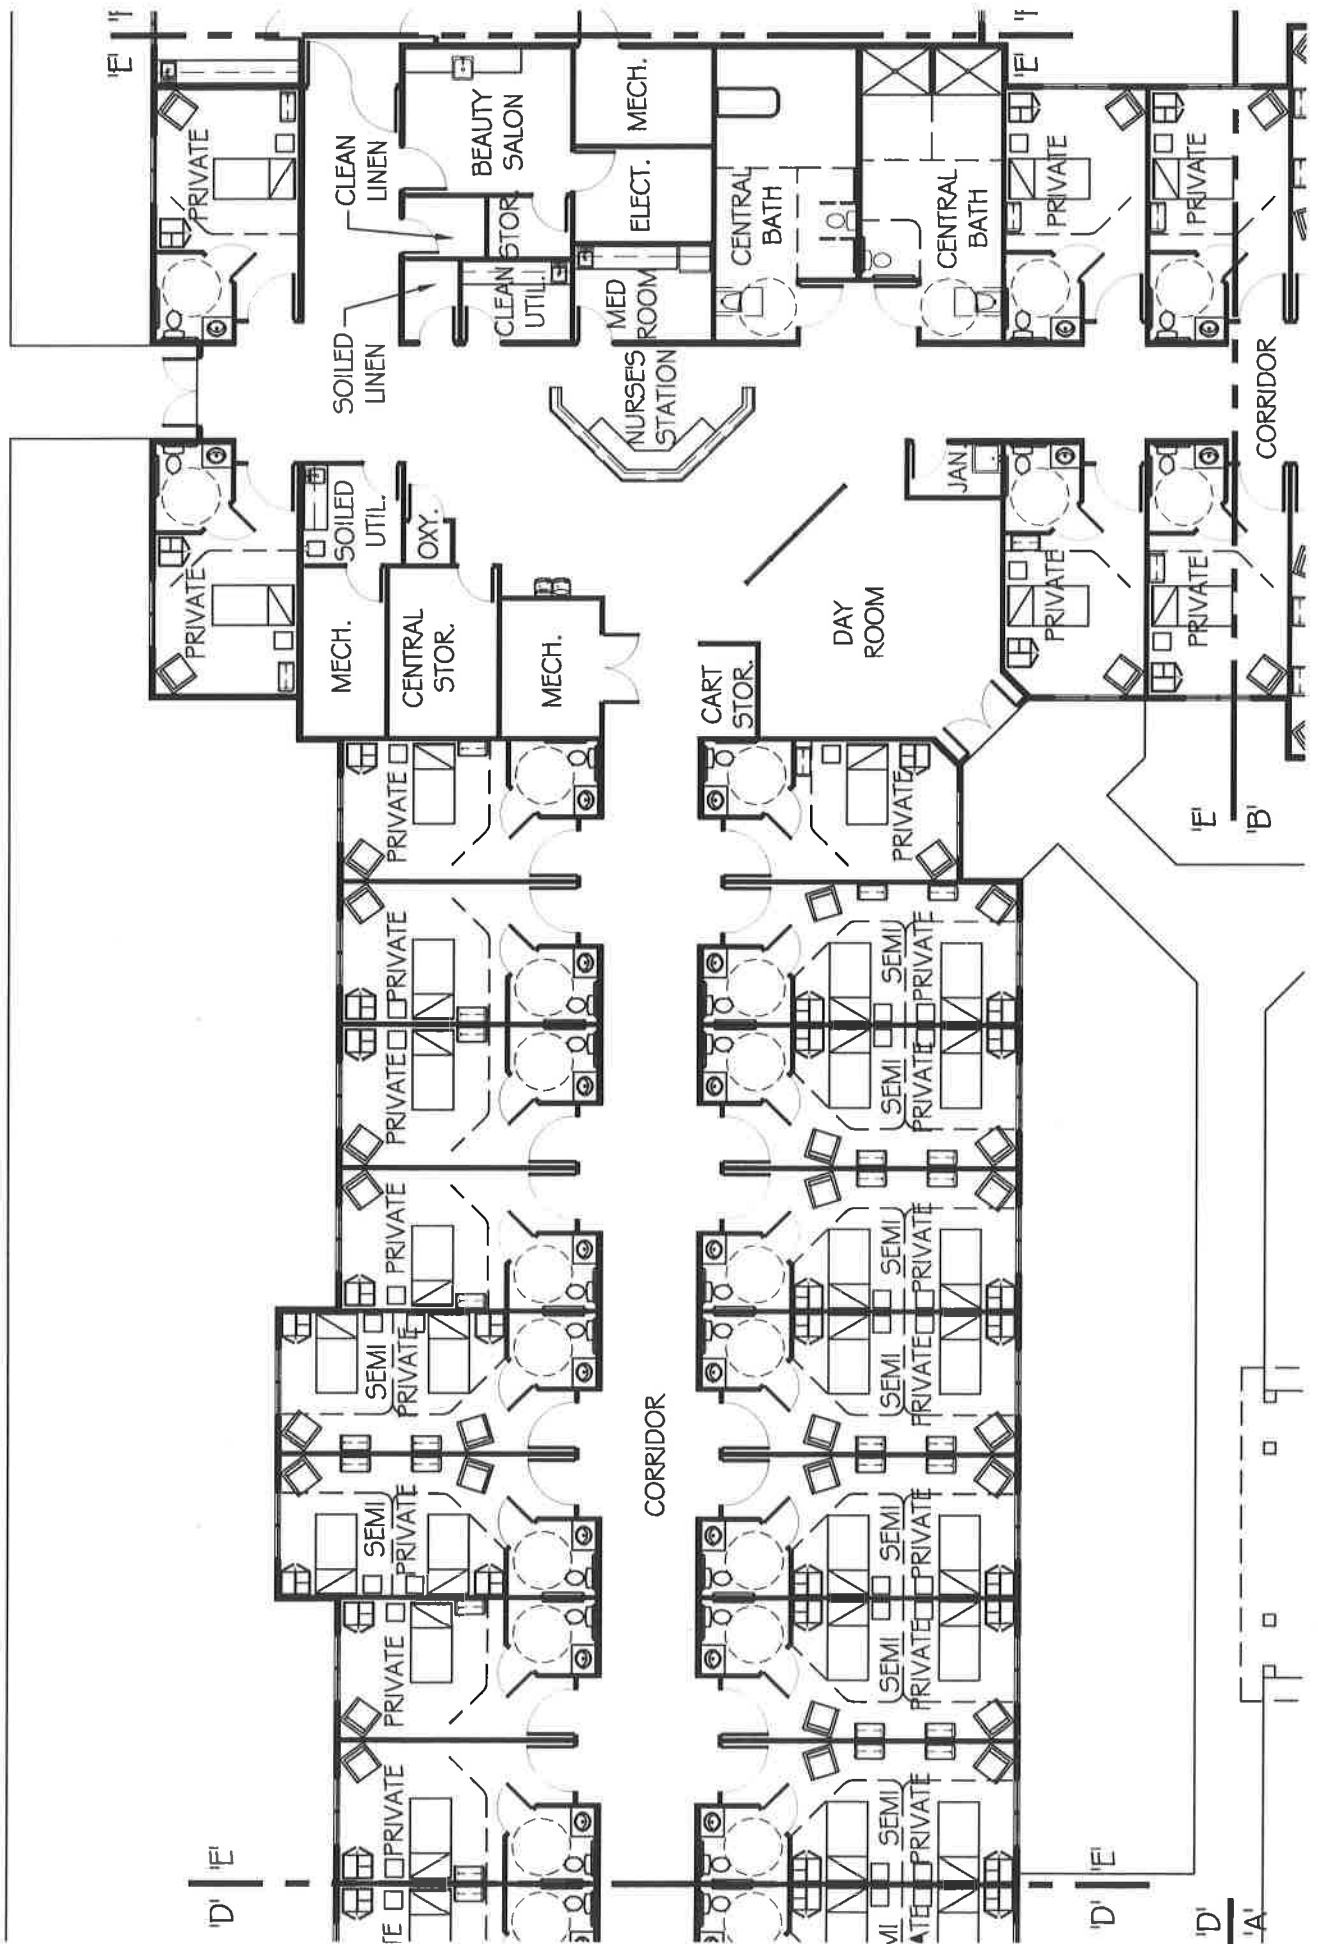 'E'
'F'
'F'
'E'
PRIVATE
CLEAN
LINEN
BEAUTY
SALON
MECH.
STOR.
ELECT.
CENTRAL
BATH
CENTRAL
BATH
PRIVATE
PRIVATE
SOILED
LINEN
CLEAN
UTIL.
MED
ROOM
NURSE'S
STATION
CORRIDOR
SOILED
UTIL.
OXY.
JAN.
PRIVATE
MECH.
CENTRAL
STOR.
MECH.
CART
STOR.
DAY
ROOM
PRIVATE
PRIVATE
PRIVATE
PRIVATE
'E'
'B'
PRIVATE
SEMI
PRIVATE
PRIVATE
SEMI
PRIVATE
PRIVATE
SEMI
PRIVATE
SEMI
PRIVATE
SEMI
PRIVATE
CORRIDOR
SEMI
PRIVATE
SEMI
PRIVATE
PRIVATE
SEMI
PRIVATE
PRIVATE
SEMI
PRIVATE
'E'
'D'
'E'
'D'
'D'
'A'